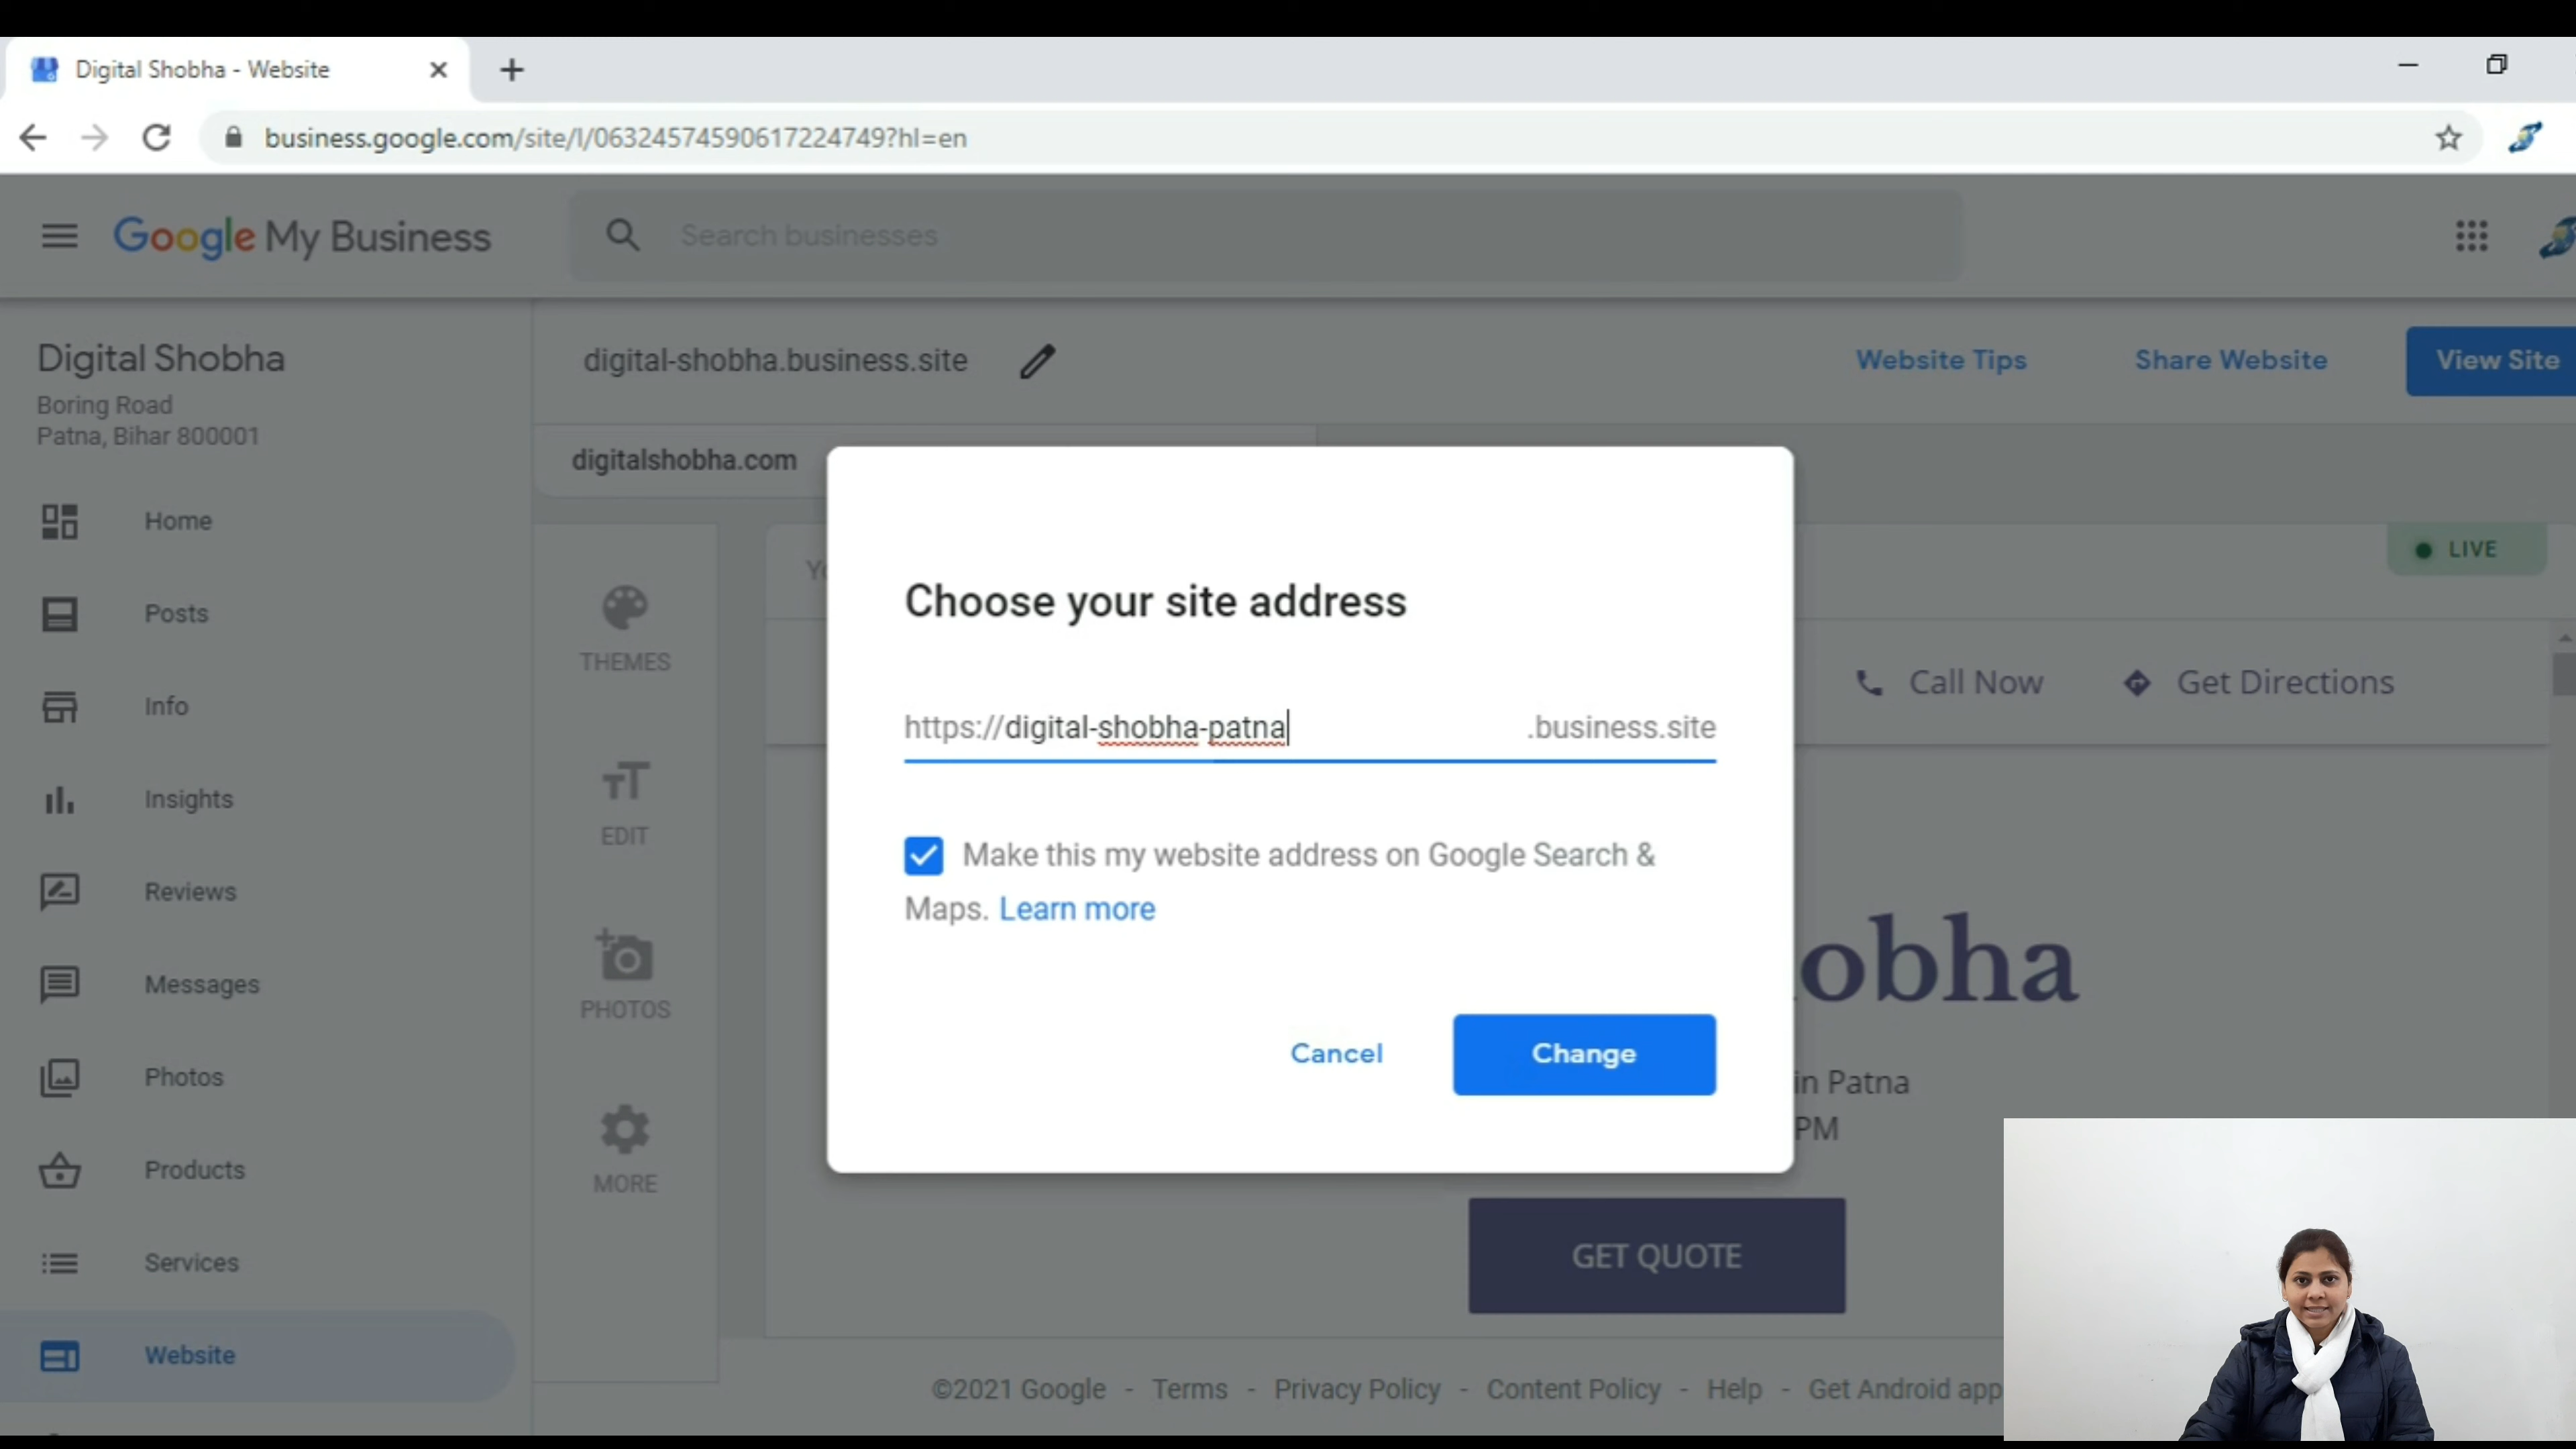 Digital Shobha - Website
business.google.com/site/l/06324574590617224749?hl=en
Google My Business
Search businesses
Digital Shobha
Boring Road
Patna, Bihar 800001
digital-shobha.business.site
Website Tips
Share Website
View Site
digitalshobha.com
Home
Posts
Info
Insights
Reviews
Messages
Photos
Products
Services
Website
THEMES
EDIT
PHOTOS
MORE
LIVE
Call Now
Get Directions
Choose your site address
https://digital-shobha-patna .business.site
Make this my website address on Google Search &
Maps. Learn more
Cancel
Change
obha
in Patna
PM
GET QUOTE
©2021 Google - Terms - Privacy Policy - Content Policy - Help - Get Android app